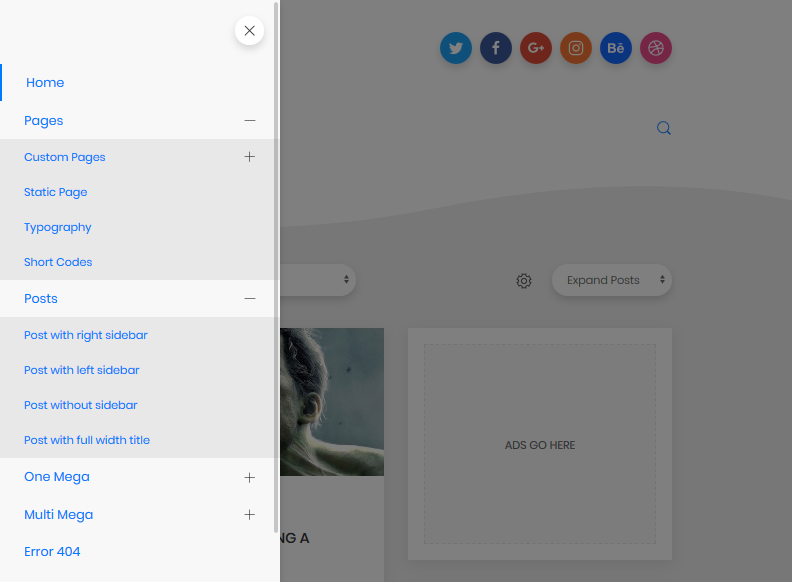 Home
Pages
Custom Pages
Static Page
Typography
Short Codes
Posts
Post with right sidebar
Post with left sidebar
Post without sidebar
Post with full width title
One Mega
Multi Mega
Error 404
G+
Bē
Expand Posts
ADS GO HERE
NG A